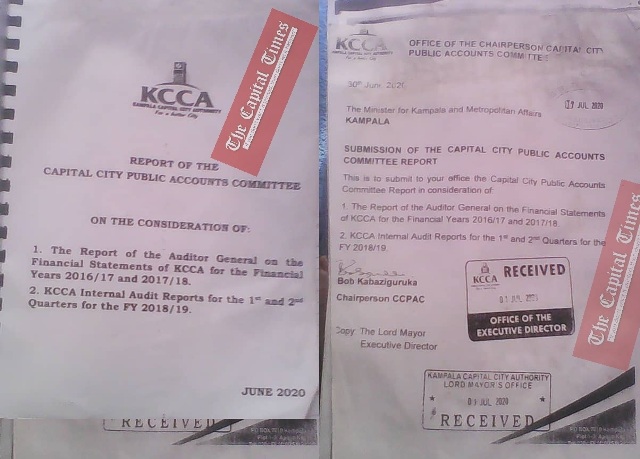 KCCA
KAMPALA CAPITAL CITY AUTHORITY
For a better City
The Capital Times
REPORT OF THE
CAPITAL CITY PUBLIC ACCOUNTS COMMITTEE
ON THE CONSIDERATION OF:
1. The Report of the Auditor General on the
Financial Statements of KCCA for the Financial
Years 2016/17 and 2017/18.
2. KCCA Internal Audit Reports for the 1st and 2nd
Quarters for the FY 2018/19.
JUNE 2020
RECEIVED
KCCA
OFFICE OF THE CHAIRPERSON CAPITAL CITY
PUBLIC ACCOUNTS COMMITTEE
30th June 2020
The Minister for Kampala and Metropolitan Affairs
KAMPALA
JUL 2020
SUBMISSION OF THE CAPITAL CITY PUBLIC ACCOUNTS
COMMITTEE REPORT
This is to submit to your office the Capital City Public Accounts
Committee Report in consideration of
1. The Report of the Auditor General on the Financial Statements
of KCCA for the Financial Years 2016/17 and 2017/18
2. KCCA Internal Audit Reports for the 1st and 2nd Quarters for the
FY 2018/19.
Bob Kabaziguruka
Chairperson CCPAC
Copy The Lord Mayor
Executive Director
KCCA
RECEIVED
01 JUL 2020
OFFICE OF THE
EXECUTIVE DIRECTOR
The Capital Times
KAMPALA CAPITAL CITY AUTHORITY
LORD MAYOR'S OFFICE
JUL 2020
RECEIVED